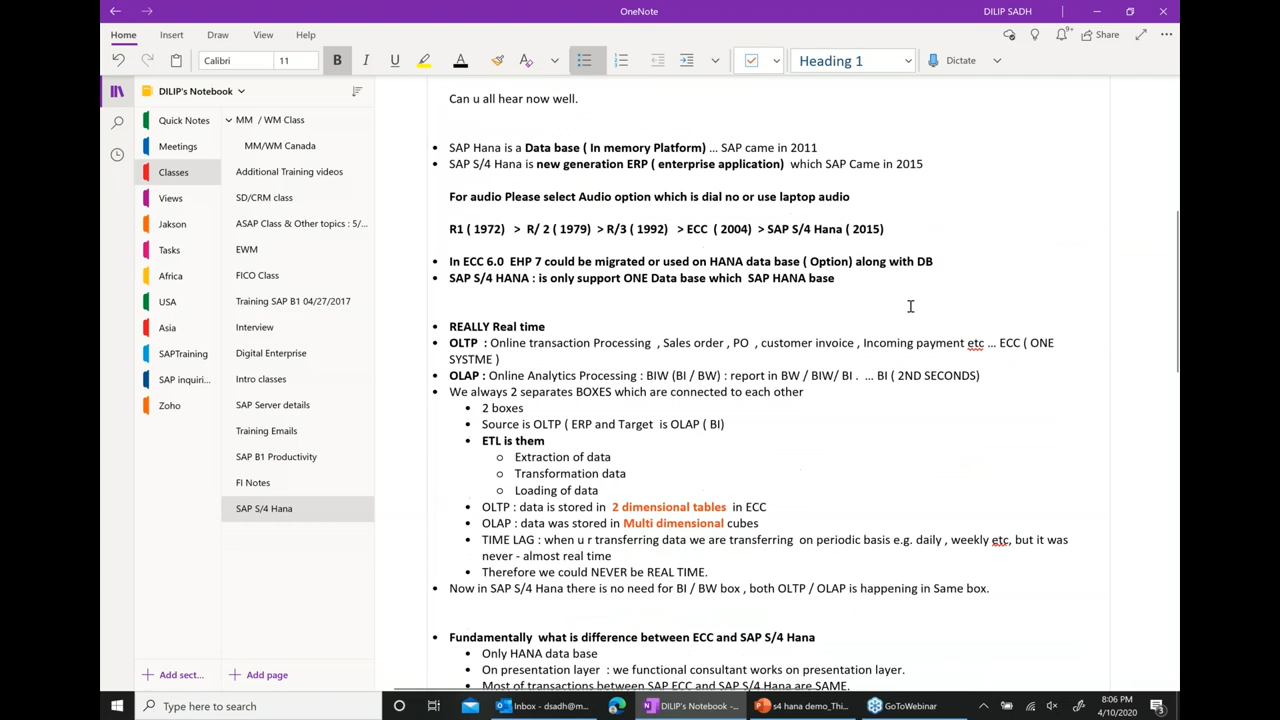 OneNote
DILIP SADH
Home Insert Draw View Help
Share
Calibri 11 B I U A Heading 1 Dictate
DILIP's Notebook
Quick Notes
Meetings
Classes
Views
Jakson
Tasks
Africa
USA
Asia
SAPTraining
SAP inquiri...
Zoho
Add sect...
MM / WM Class
MM/WM Canada
Additional Training videos
SD/CRM class
ASAP Class & Other topics : 5/...
EWM
FICO Class
Training SAP B1 04/27/2017
Interview
Digital Enterprise
Intro classes
SAP Server details
Training Emails
SAP B1 Productivity
FI Notes
SAP S/4 Hana
Add page
Can u all hear now well.
SAP Hana is a Data base ( In memory Platform) ... SAP came in 2011
SAP S/4 Hana is new generation ERP ( enterprise application) which SAP Came in 2015
For audio Please select Audio option which is dial no or use laptop audio
R1 ( 1972) > R/ 2 ( 1979) > R/3 ( 1992) > ECC ( 2004) > SAP S/4 Hana ( 2015)
In ECC 6.0 EHP 7 could be migrated or used on HANA data base ( Option) along with DB
SAP S/4 HANA : is only support ONE Data base which SAP HANA base
REALLY Real time
OLTP : Online transaction Processing , Sales order , PO , customer invoice , Incoming payment etc ... ECC ( ONE
SYSTME )
OLAP : Online Analytics Processing : BIW (BI / BW) : report in BW / BIW/ BI . ... BI ( 2ND SECONDS)
We always 2 separates BOXES which are connected to each other
2 boxes
Source is OLTP ( ERP and Target is OLAP ( BI)
ETL is them
Extraction of data
Transformation data
Loading of data
OLTP : data is stored in 2 dimensional tables in ECC
OLAP : data was stored in Multi dimensional cubes
TIME LAG : when u r transferring data we are transferring on periodic basis e.g. daily , weekly etc, but it was
never - almost real time
Therefore we could NEVER be REAL TIME.
Now in SAP S/4 Hana there is no need for BI / BW box , both OLTP / OLAP is happening in Same box.
Fundamentally what is difference between ECC and SAP S/4 Hana
Only HANA data base
On presentation layer : we functional consultant works on presentation layer.
Most of transactions between SAP ECC and SAP S/4 Hana are SAME.
Type here to search
Inbox - dsadh@m...
DILIP's Notebook -...
s4 hana demo_Thi...
GoToWebinar
8:06 PM
4/10/2020
3